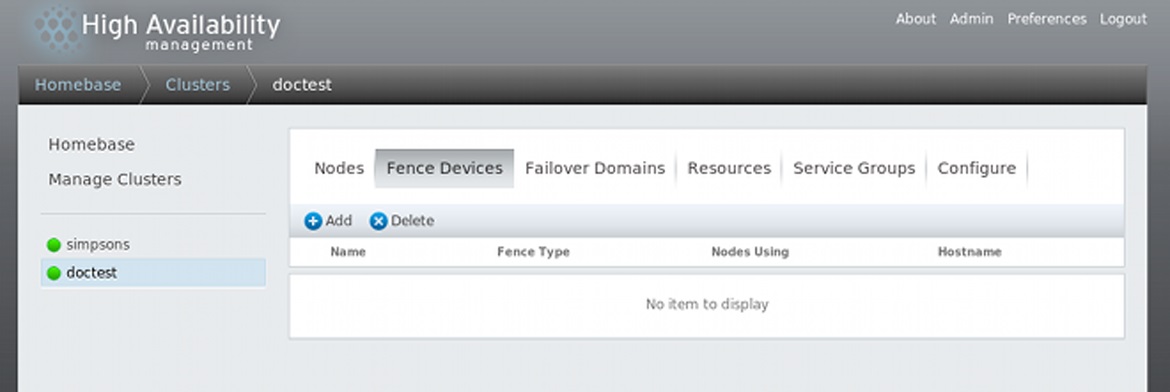 High Availability
management
About Admin Preferences Logout
Homebase Clusters doctest
Homebase
Manage Clusters
simpsons
doctest
Nodes Fence Devices Failover Domains Resources Service Groups Configure
Add Delete
Name Fence Type Nodes Using Hostname
No item to display